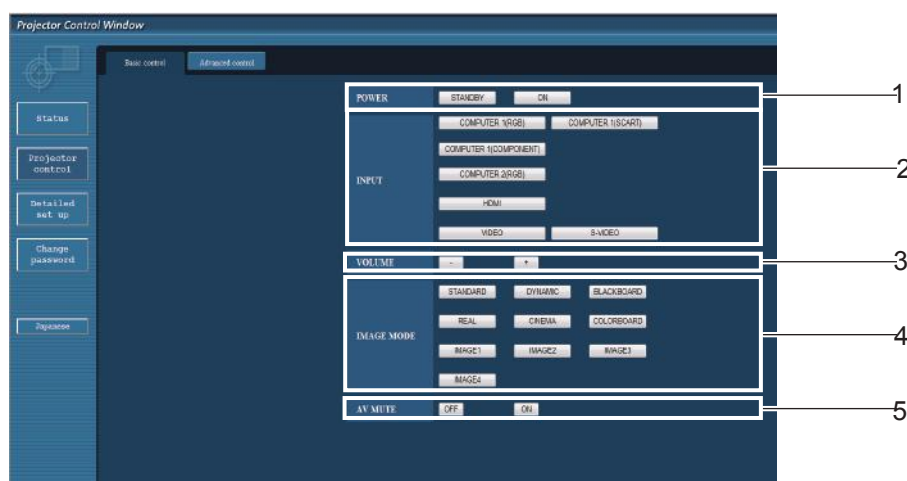 Projector Control Window
Basic control Advanced control
POWER STANDBY ON 1
Status
COMPUTER 1(RGB) COMPUTER 1(SCART)
COMPUTER 1(COMPONENT)
Projector
control
INPUT COMPUTER 2(RGB) 2
HDMI
Detailed
set up
VIDEO S-VIDEO
Change
password
VOLUME - + 3
STANDARD DYNAMIC BLACKBOARD
REAL CINEMA COLORBOARD
Japanese
IMAGE MODE 4
IMAGE1 IMAGE2 IMAGE3
IMAGE4
AV MUTE OFF ON 5